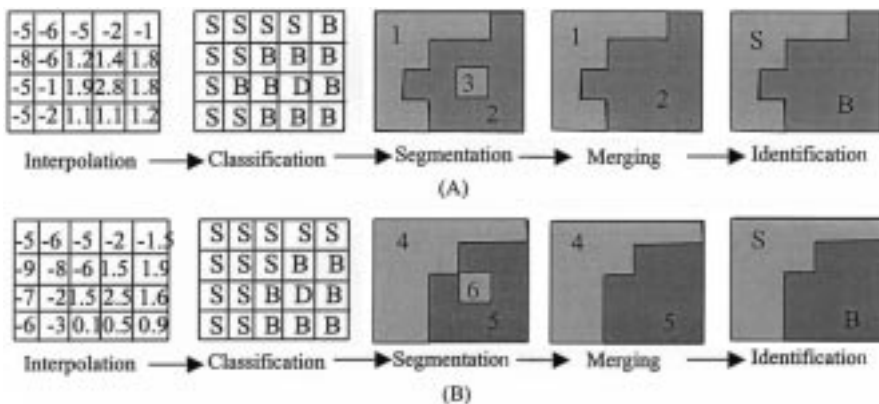 -5 -6 -5 -2 -1
-8 -6 1.2 1.4 1.8
-5 -1 1.9 2.8 1.8
-5 -2 1.1 1.1 1.2
S S S S B
S S B B B
S B B D B
S S B B B
1
3
2
1
2
S
B
Interpolation Classification Segmentation Merging Identification
(A)
-5 -6 -5 -2 -1.5
-9 -8 -6 1.5 1.9
-7 -2 1.5 2.5 1.6
-6 -3 0.1 0.5 0.9
S S S S S
S S S B B
S S B D B
S S B B B
4
6
5
4
5
S
B
Interpolation Classification Segmentation Merging Identification
(B)